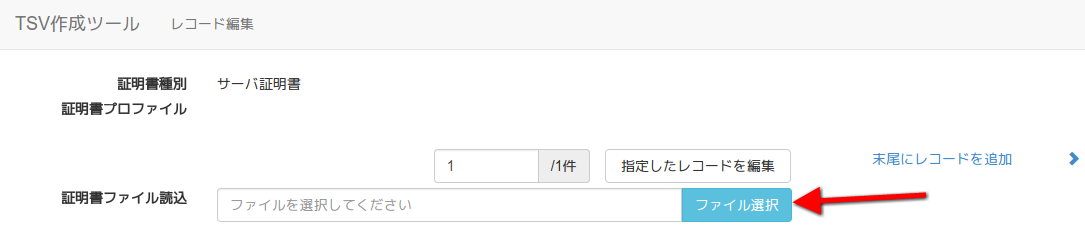 TSV作成ツール レコード編集
証明書種別 サーバ証明書
証明書プロファイル
1 /1件 指定したレコードを編集 末尾にレコードを追加
証明書ファイル読込 ファイルを選択してください ファイル選択